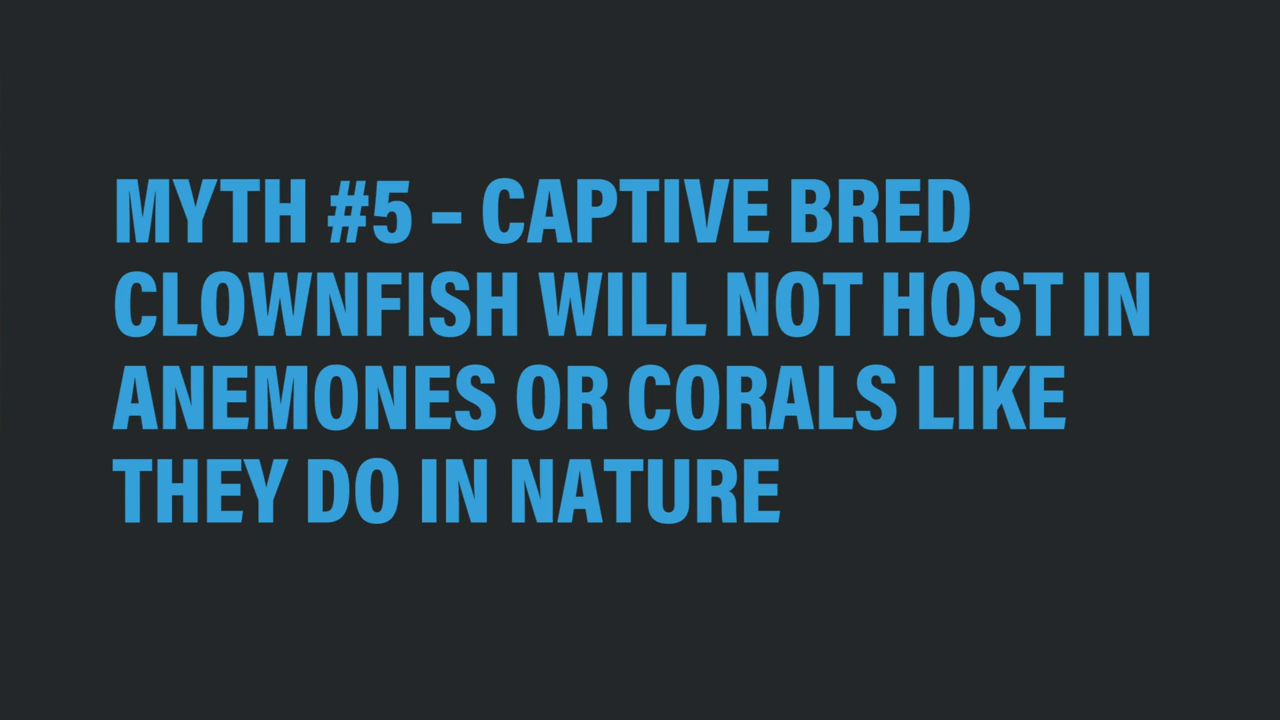 MYTH #5 – CAPTIVE BRED
CLOWNFISH WILL NOT HOST IN
ANEMONES OR CORALS LIKE
THEY DO IN NATURE